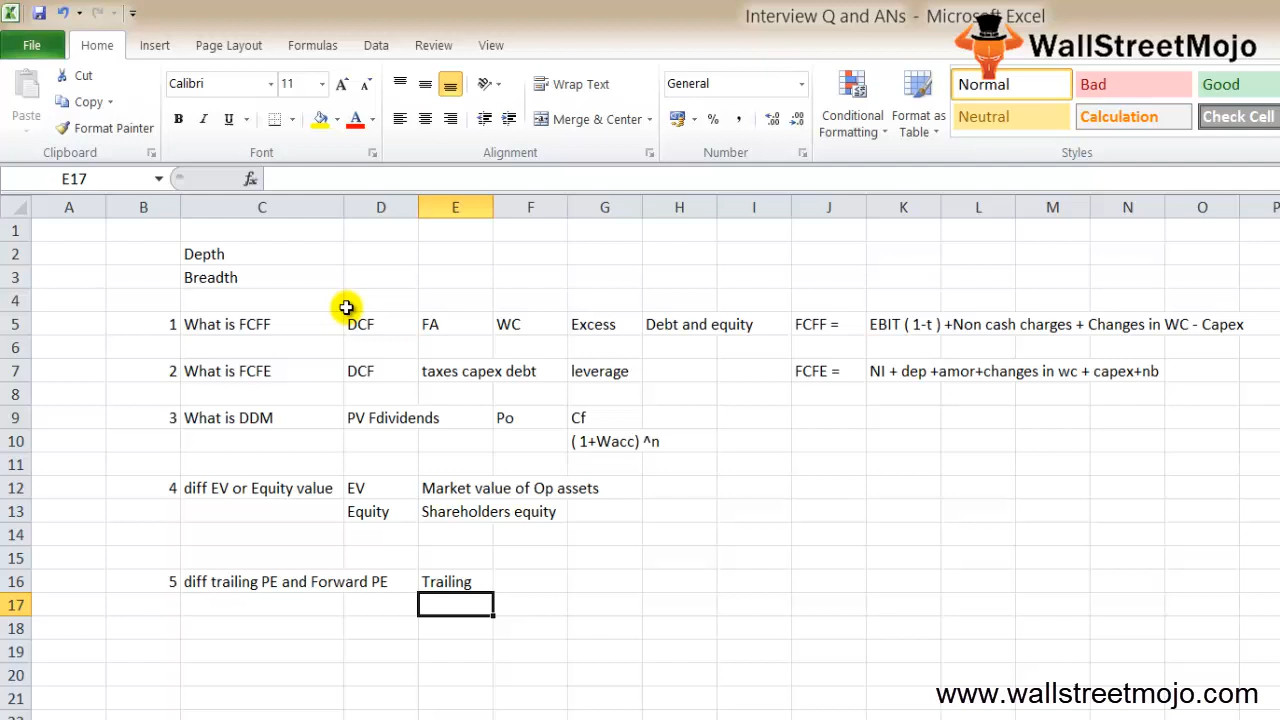 Interview Q and ANs - Microsoft Excel
File Home Insert Page Layout Formulas Data Review View
WallStreetMojo
Paste
Cut
Copy
Format Painter
Calibri
A A
B I U A
Wrap Text
Merge & Center
General
% ,
Conditional Formatting
Format as Table
Normal Bad Good
Neutral Calculation Check Cell
Clipboard Font Alignment Number Styles
E17 fx
A B C D E F G H I J K L M N O P
1
2 Depth
3 Breadth
4
5 1 What is FCFF DCF FA WC Excess Debt and equity FCFF = EBIT ( 1-t ) +Non cash charges + Changes in WC - Capex
6
7 2 What is FCFE DCF taxes capex debt leverage FCFE = NI + dep +amor+changes in wc + capex+nb
8
9 3 What is DDM PV Fdividends Po Cf
10 ( 1+Wacc) ^n
11
12 4 diff EV or Equity value EV Market value of Op assets
13 Equity Shareholders equity
14
15
16 5 diff trailing PE and Forward PE Trailing
17
18
19
20
21
www.wallstreetmojo.com